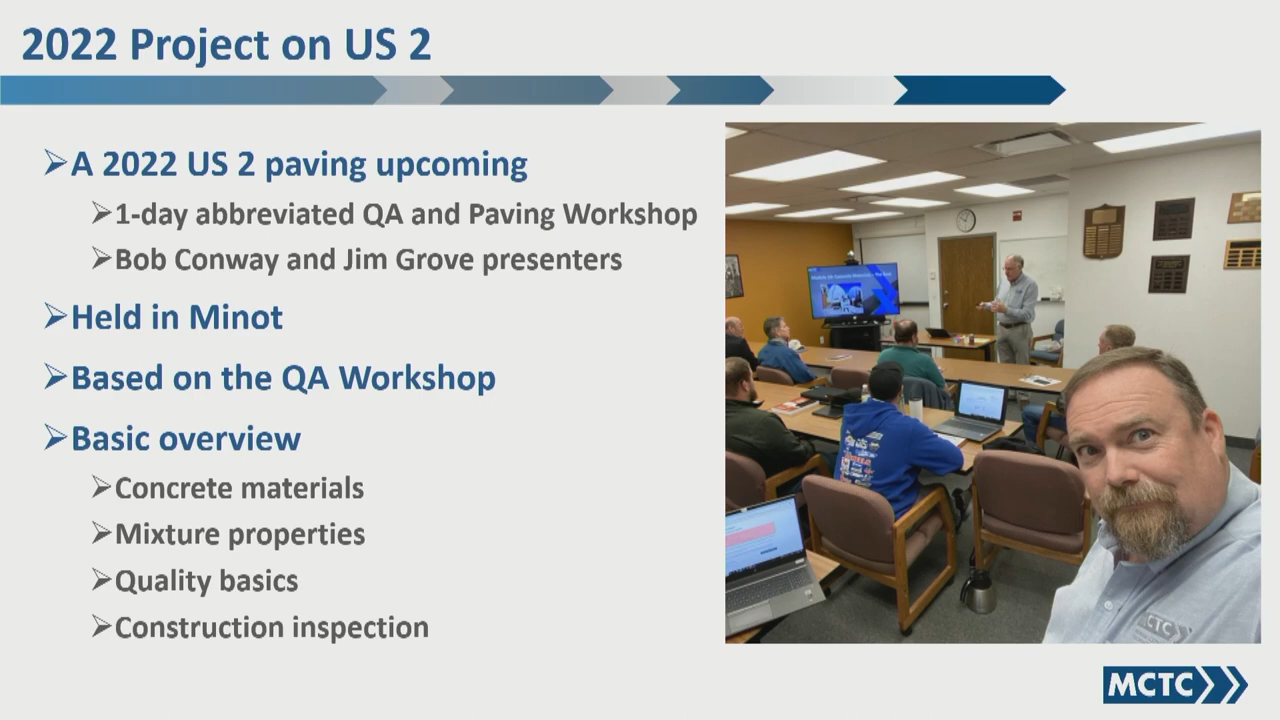 2022 Project on US 2
A 2022 US 2 paving upcoming
1-day abbreviated QA and Paving Workshop
Bob Conway and Jim Grove presenters
Held in Minot
Based on the QA Workshop
Basic overview
Concrete materials
Mixture properties
Quality basics
Construction inspection
MCTC
MCTC